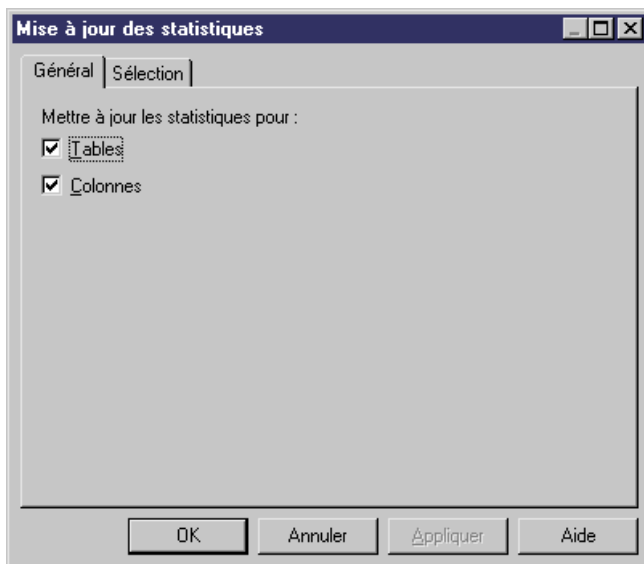 Mise à jour des statistiques
Général Sélection
Mettre à jour les statistiques pour :
Tables
Colonnes
OK Annuler Appliquer Aide